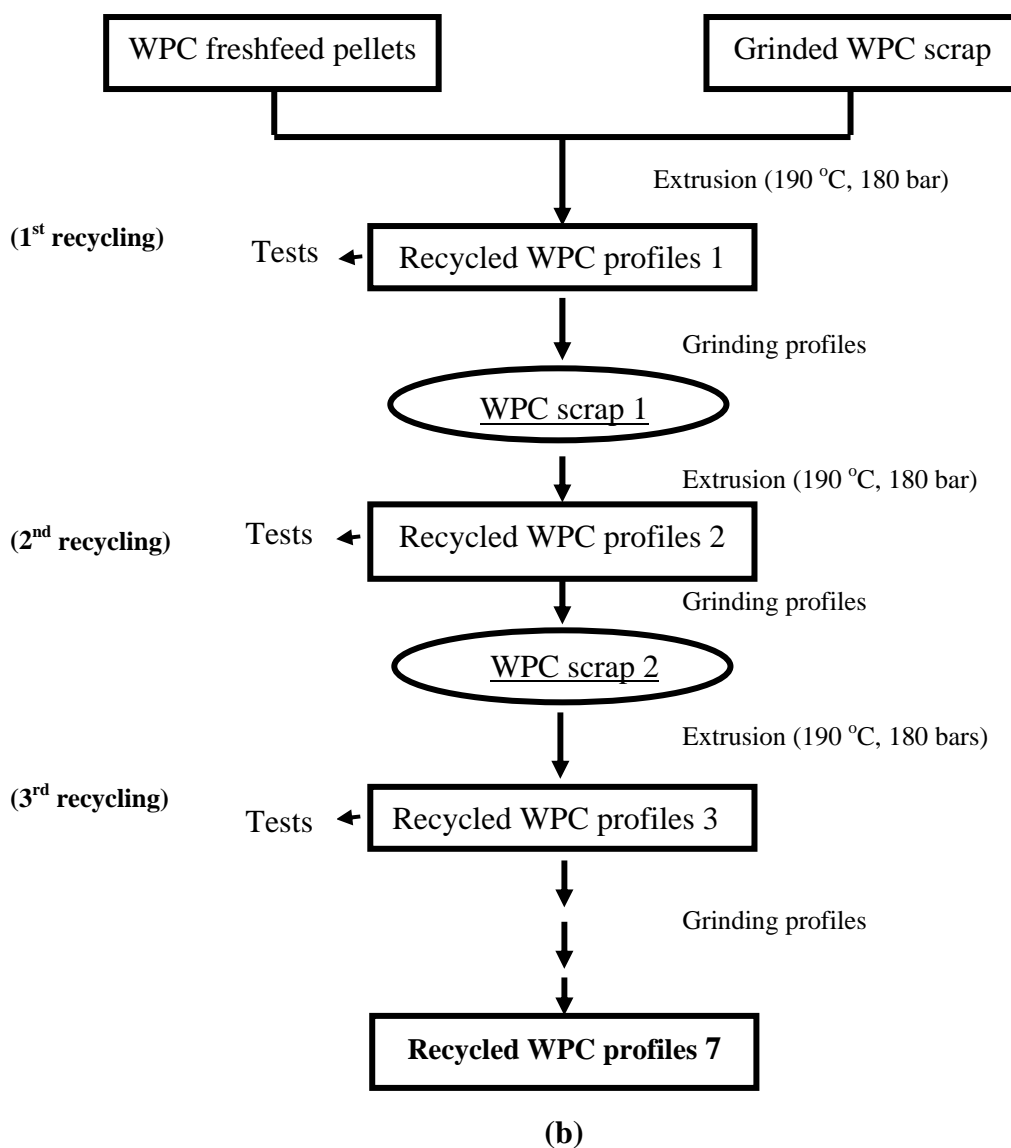 WPC freshfeed pellets
Grinded WPC scrap
Extrusion (190 °C, 180 bar)
(1st recycling)
Tests
Recycled WPC profiles 1
Grinding profiles
WPC scrap 1
Extrusion (190 °C, 180 bar)
(2nd recycling)
Tests
Recycled WPC profiles 2
Grinding profiles
WPC scrap 2
Extrusion (190 °C, 180 bars)
(3rd recycling)
Tests
Recycled WPC profiles 3
Grinding profiles
Recycled WPC profiles 7
(b)